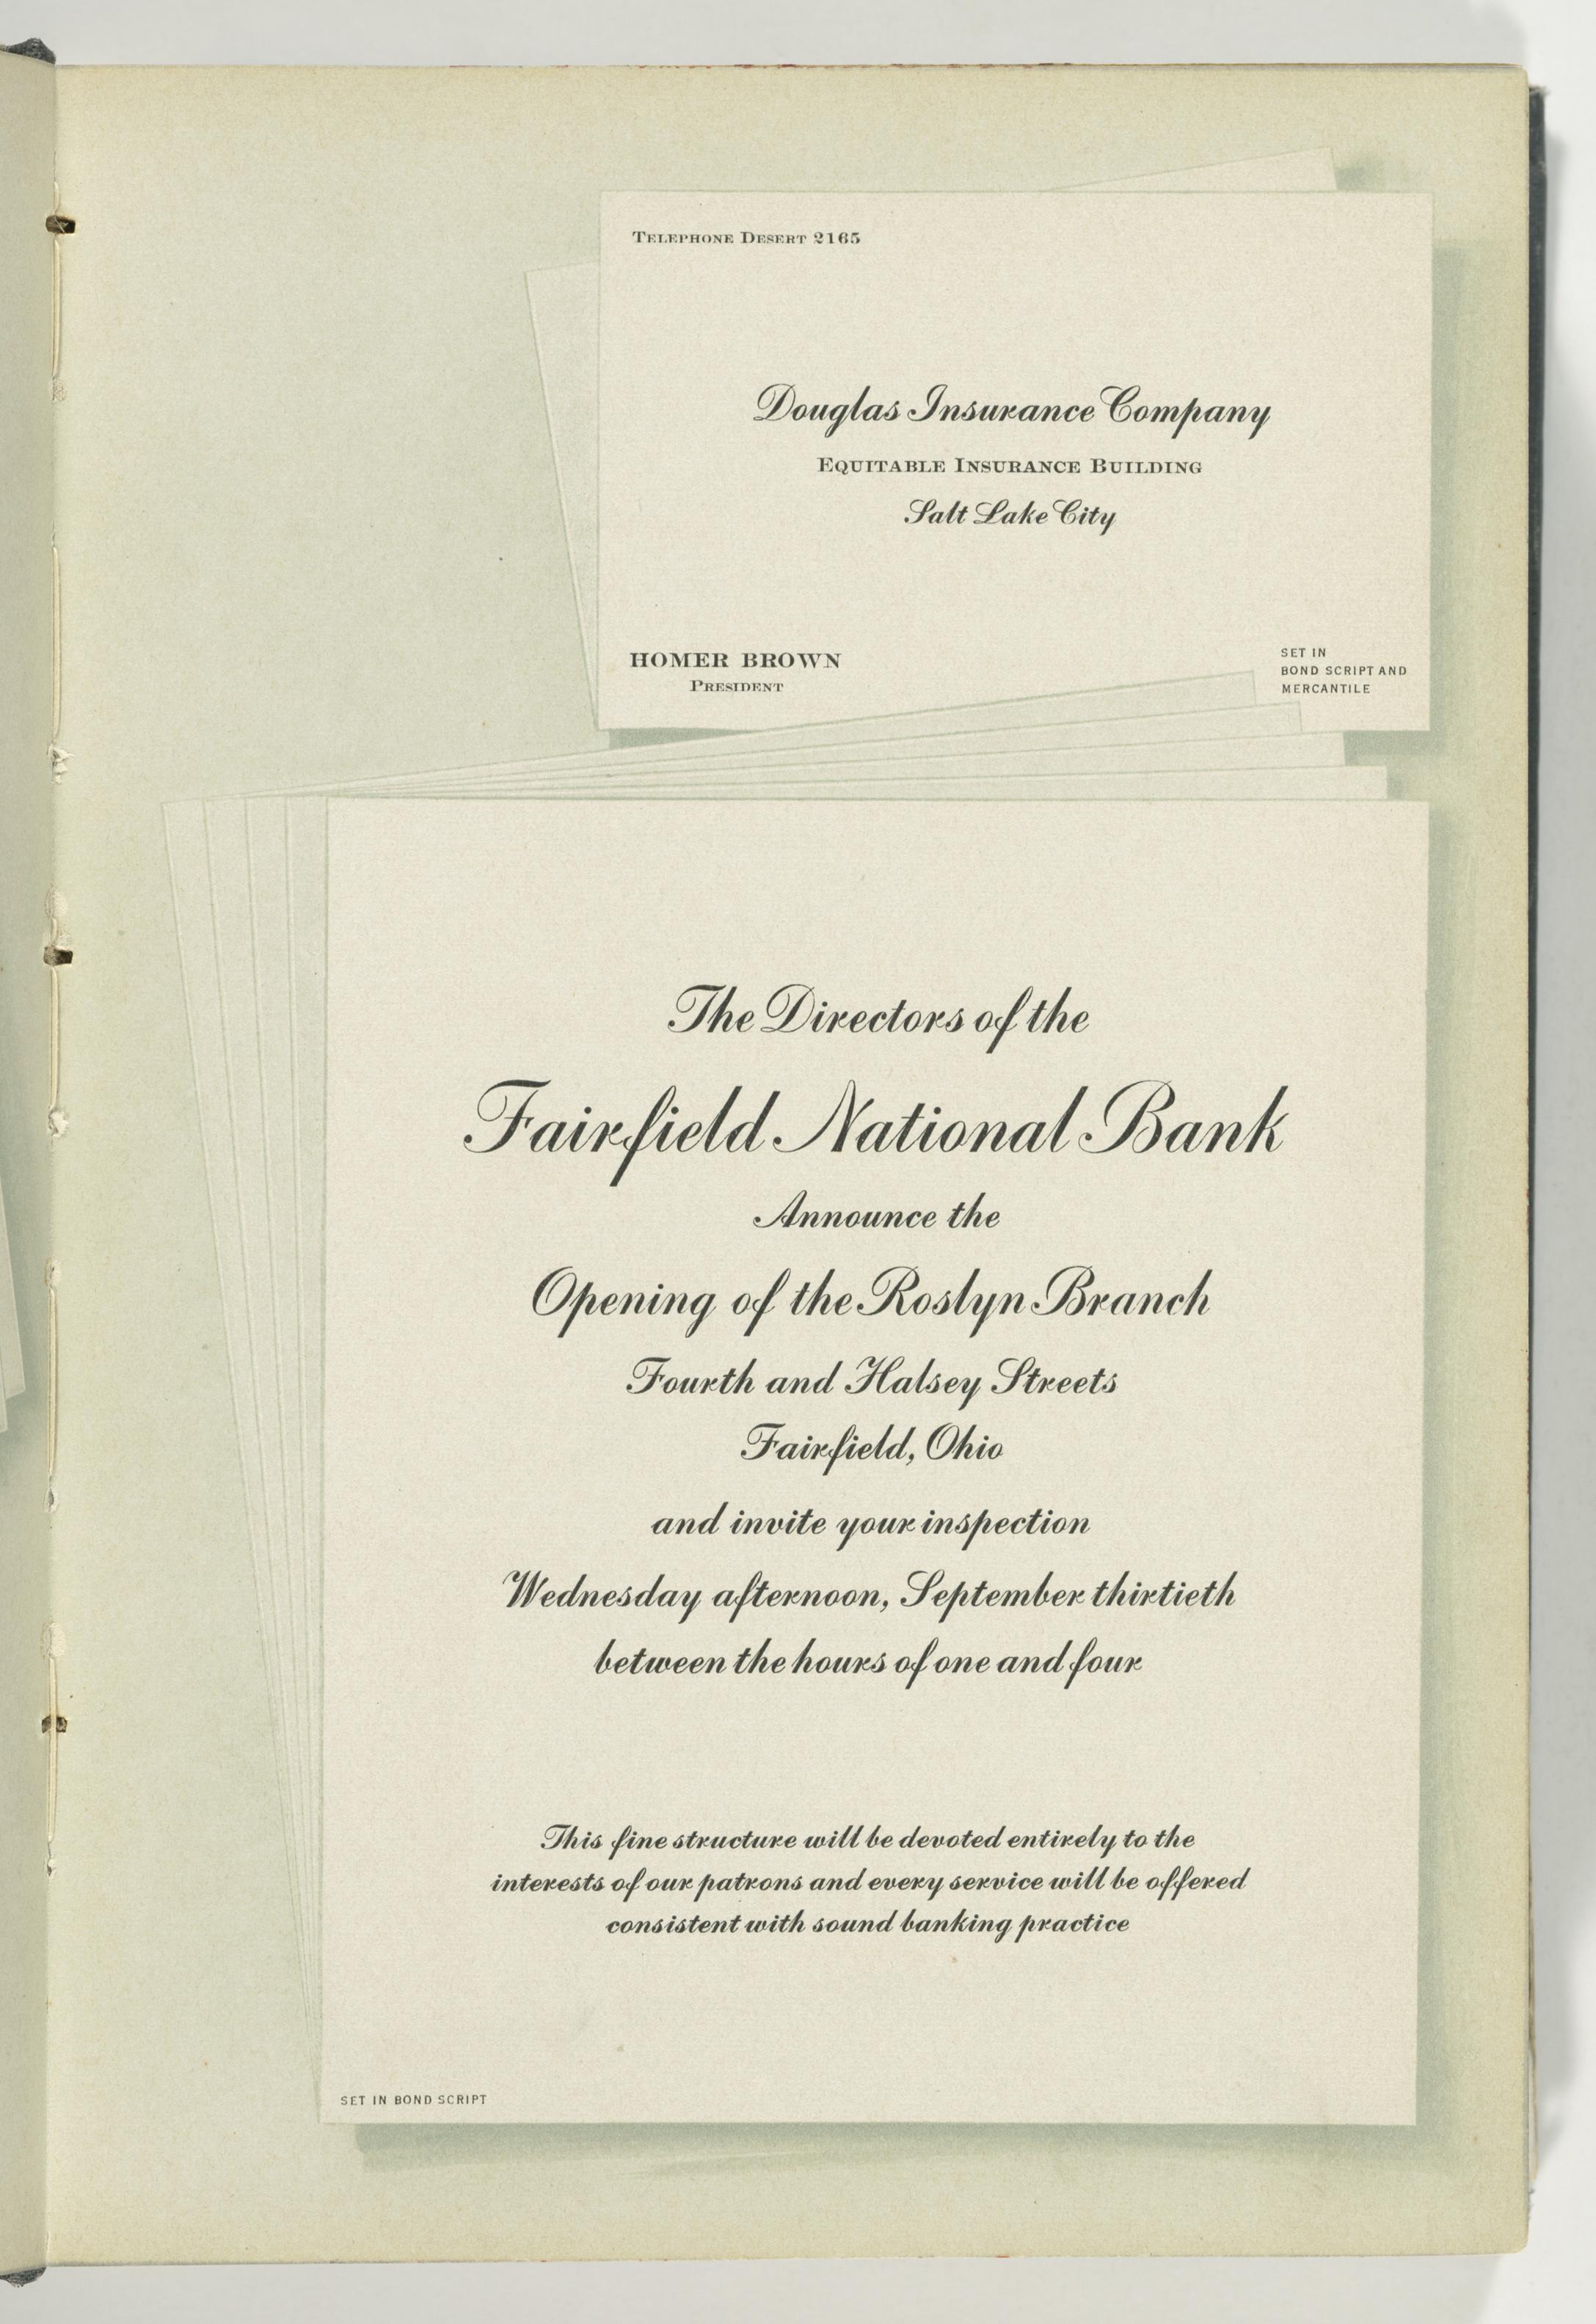 Telephone Desert 2165
Douglas Insurance Company
Equitable Insurance Building
Salt Lake City
HOMER BROWN
President
SET IN
BOND SCRIPT AND
MERCANTILE
The Directors of the
Fairfield National Bank
Announce the
Opening of the Roslyn Branch
Fourth and Halsey Streets
Fairfield, Ohio
and invite your inspection
Wednesday afternoon, September thirtieth
between the hours of one and four
This fine structure will be devoted entirely to the
interests of our patrons and every service will be offered
consistent with sound banking practice
SET IN BOND SCRIPT